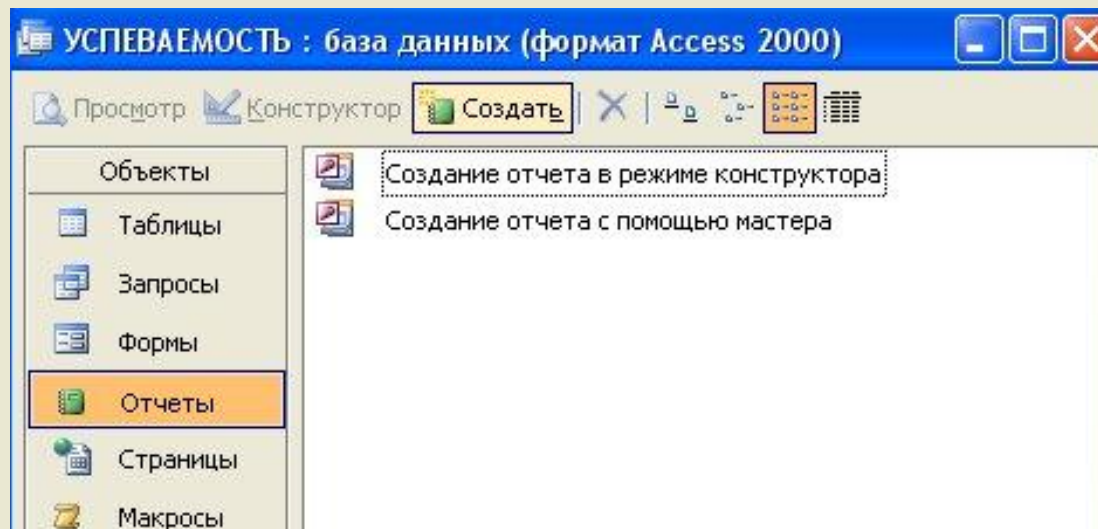 УСПЕВАЕМОСТЬ : база данных (формат Access 2000)
Просмотр Конструктор Создать
Объекты
Таблицы
Запросы
Формы
Отчеты
Страницы
Макросы
Создание отчета в режиме конструктора
Создание отчета с помощью мастера